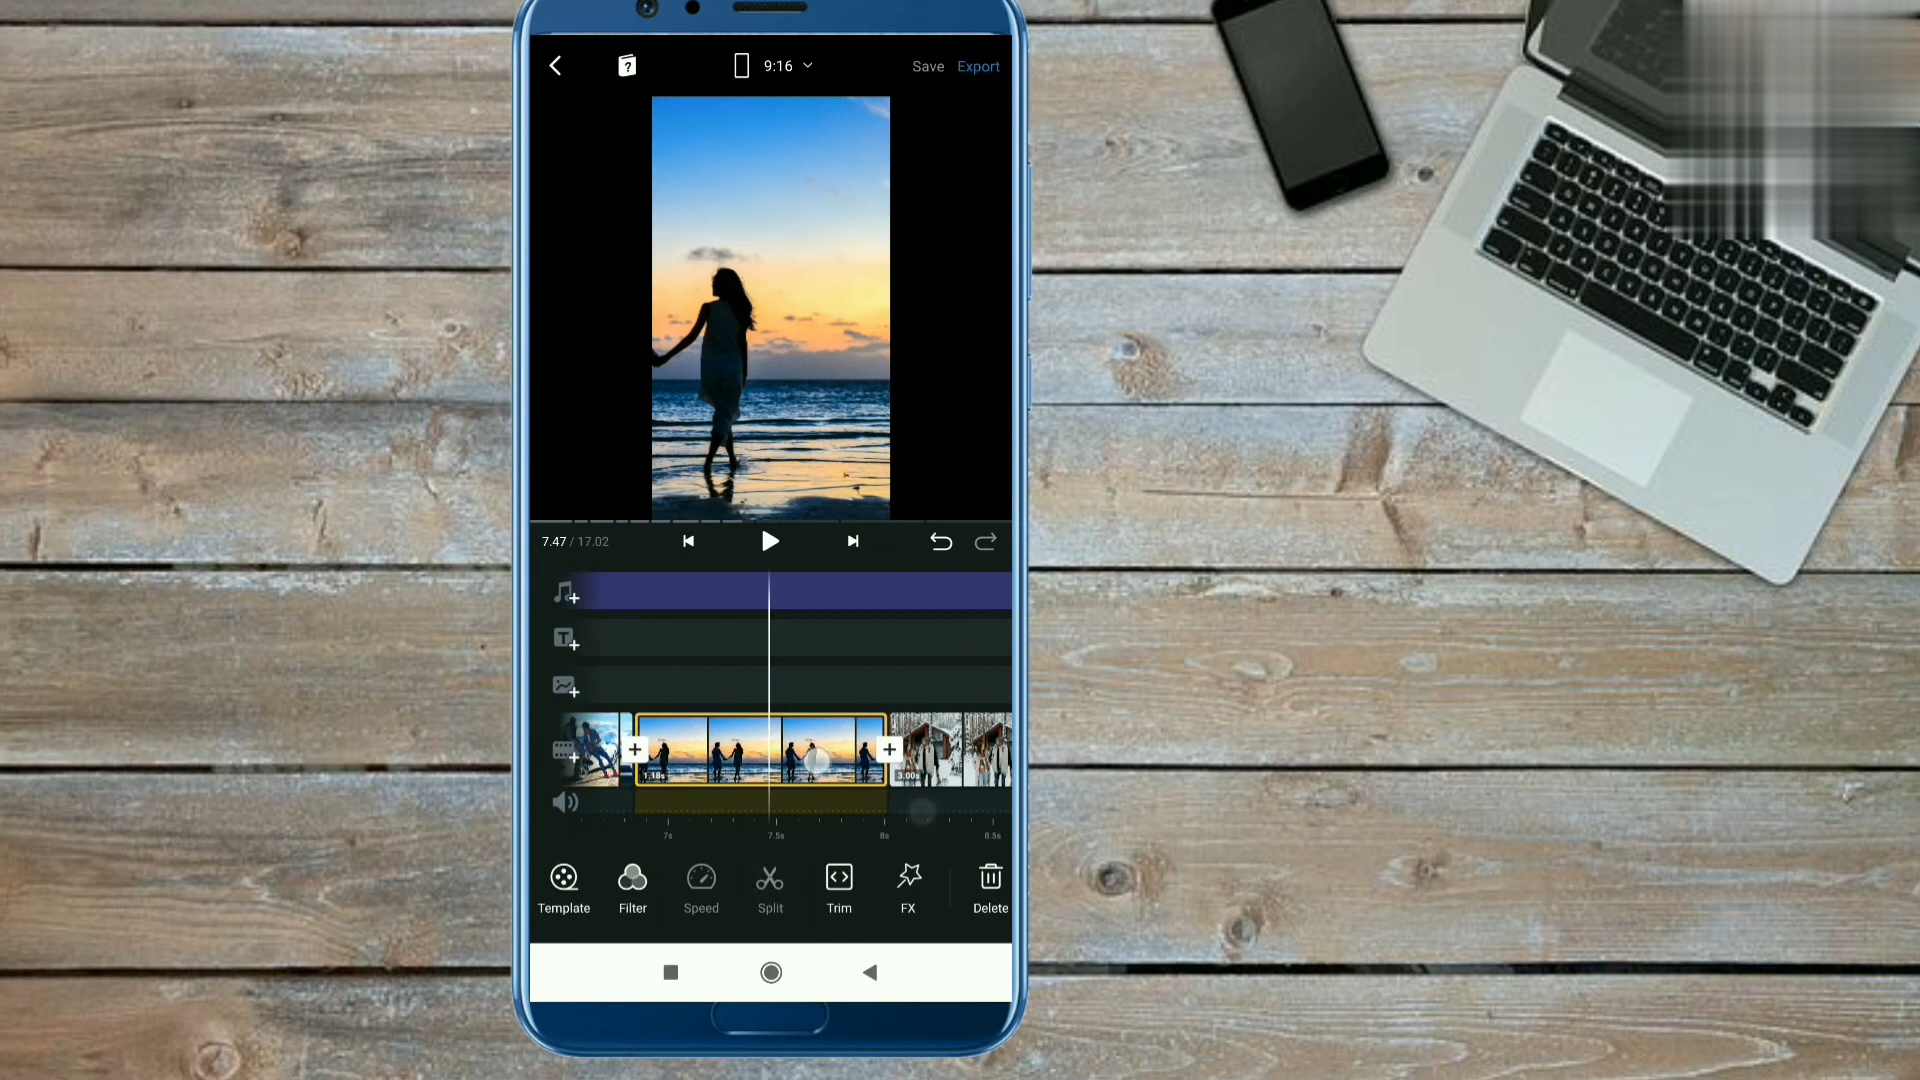 9:16
Save Export
7.47 / 17.02
1.18s
3.00s
7s 7.5s 8s 8.5s
Template Filter Speed Split Trim FX Delete